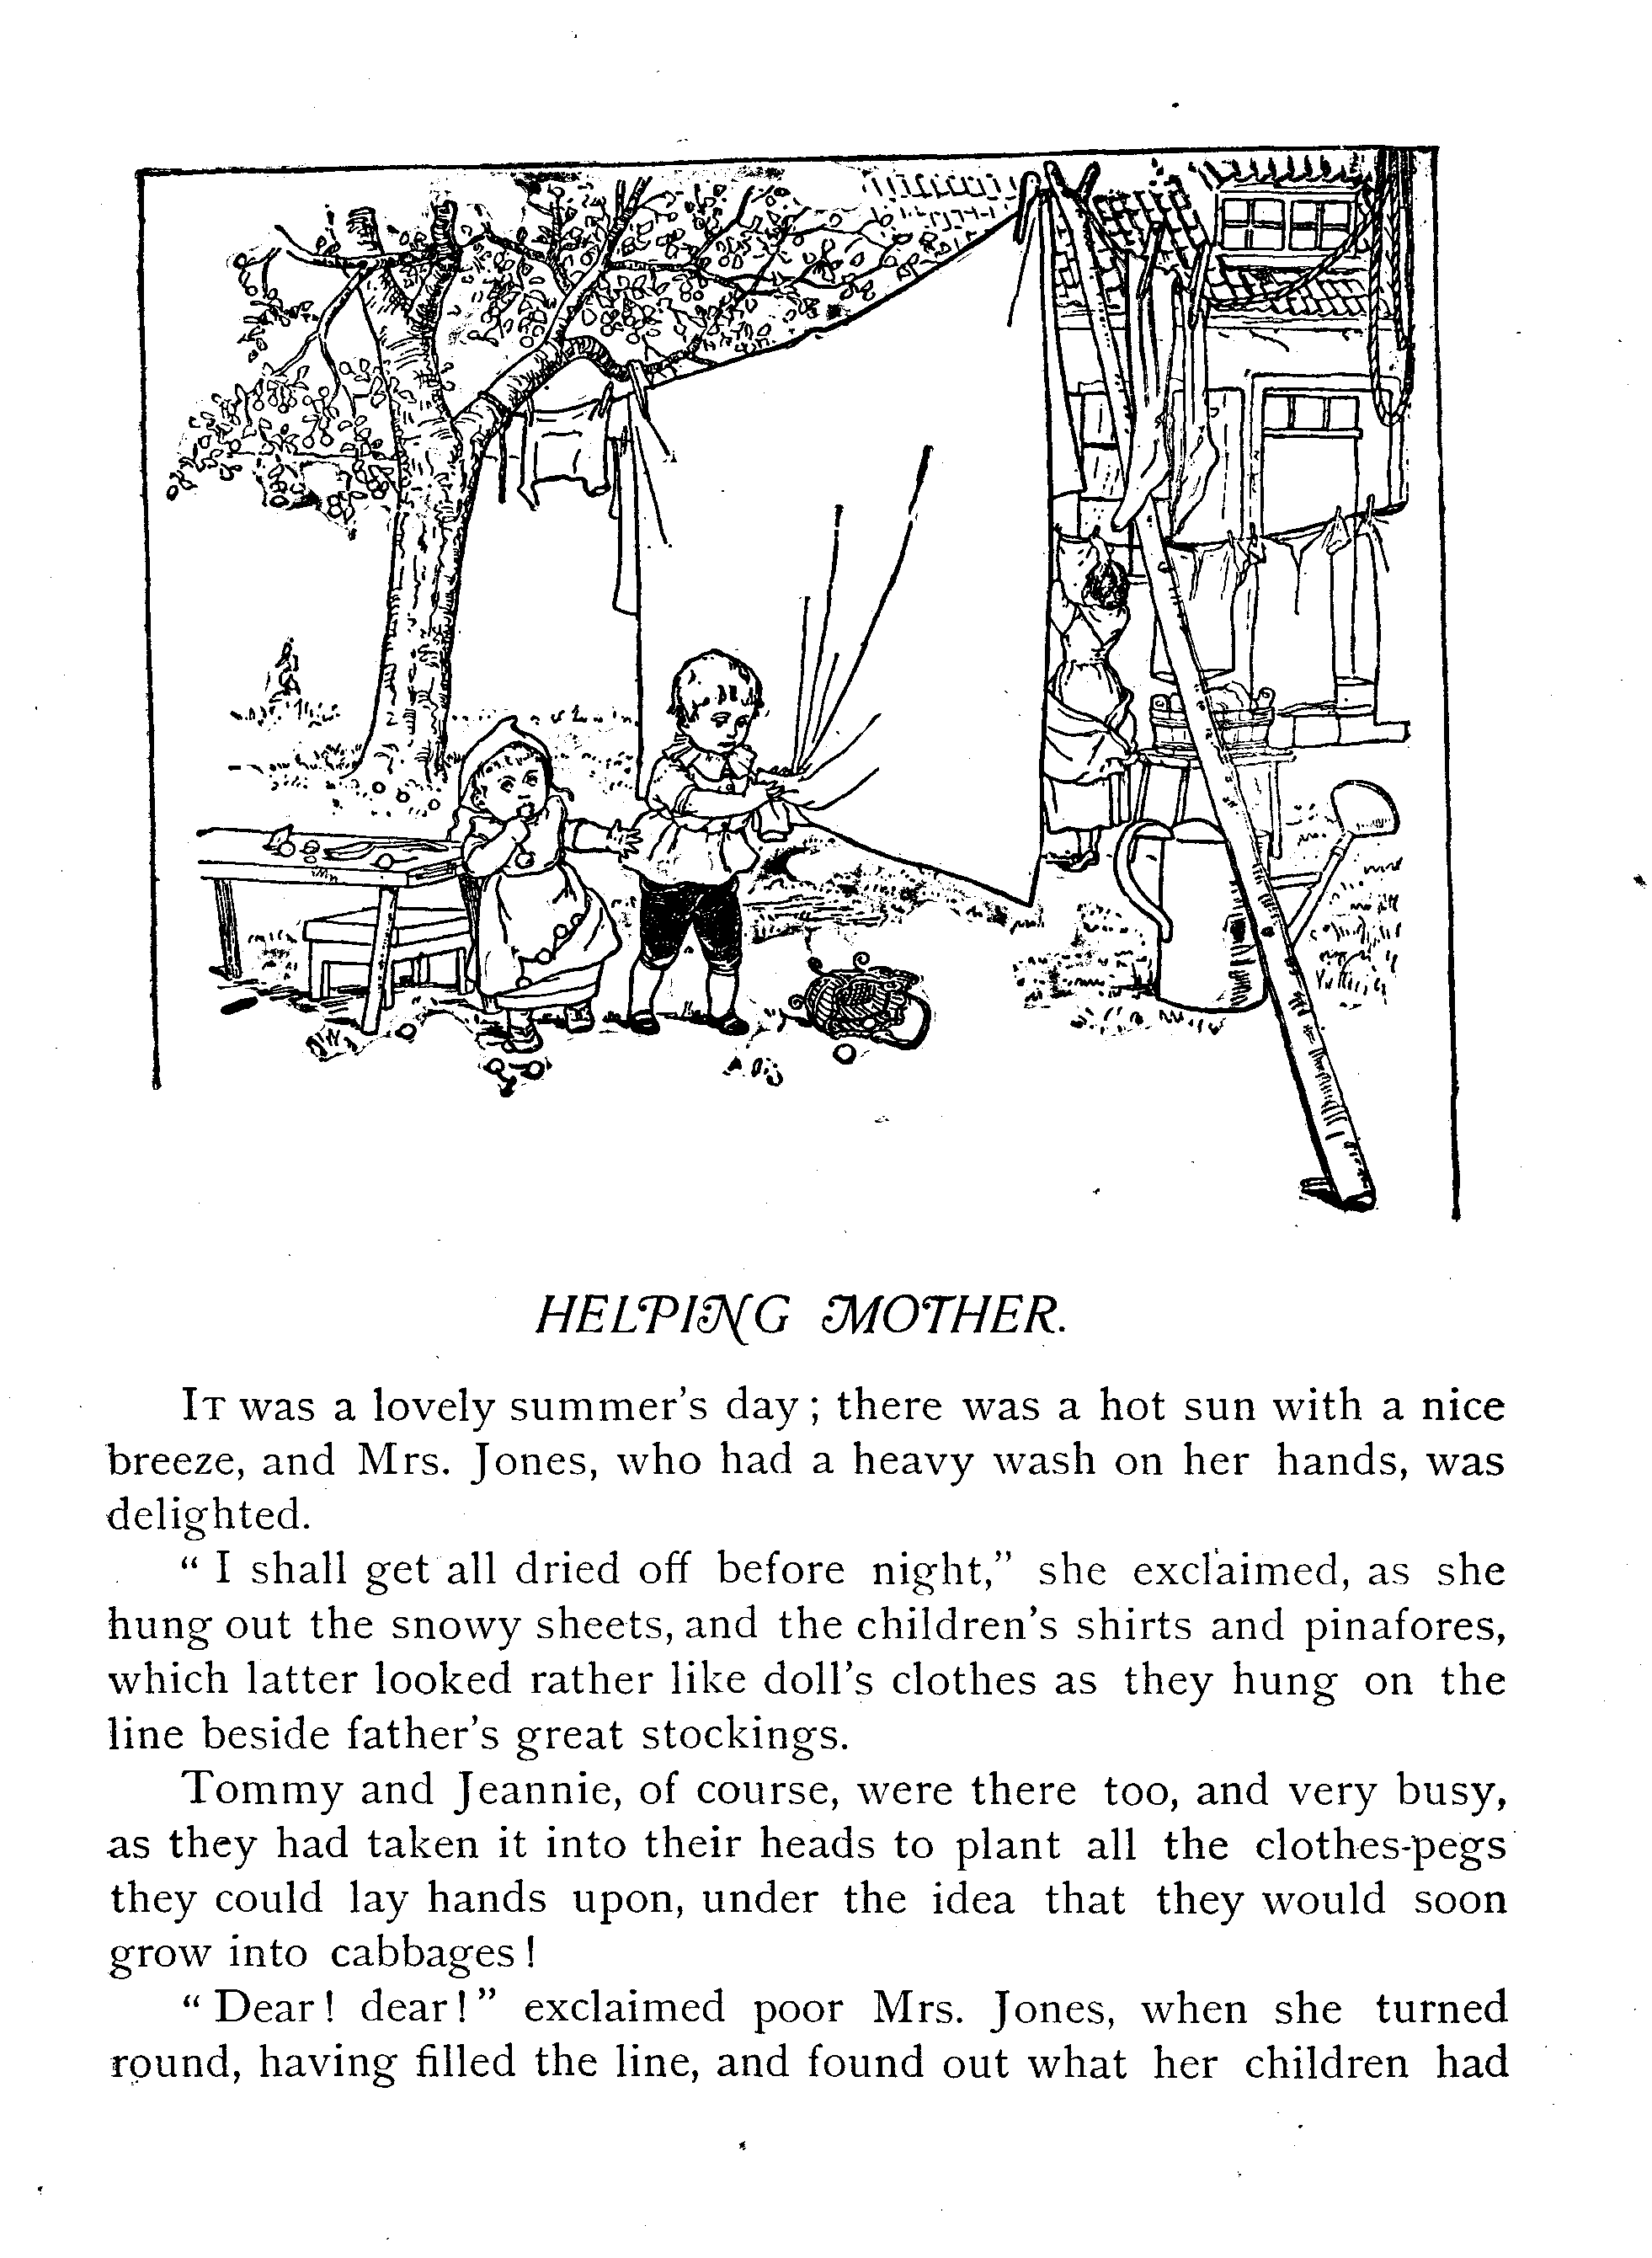 HELPING MOTHER.
IT was a lovely summer's day; there was a hot sun with a nice
breeze, and Mrs. Jones, who had a heavy wash on her hands, was
delighted.
" I shall get all dried off before night," she exclaimed, as she
hung out the snowy sheets, and the children's shirts and pinafores,
which latter looked rather like doll's clothes as they hung on the
line beside father's great stockings.
Tommy and Jeannie, of course, were there too, and very busy,
as they had taken it into their heads to plant all the clothes-pegs
they could lay hands upon, under the idea that they would soon
grow into cabbages!
" Dear! dear!" exclaimed poor Mrs. Jones, when she turned
round, having filled the line, and found out what her children had